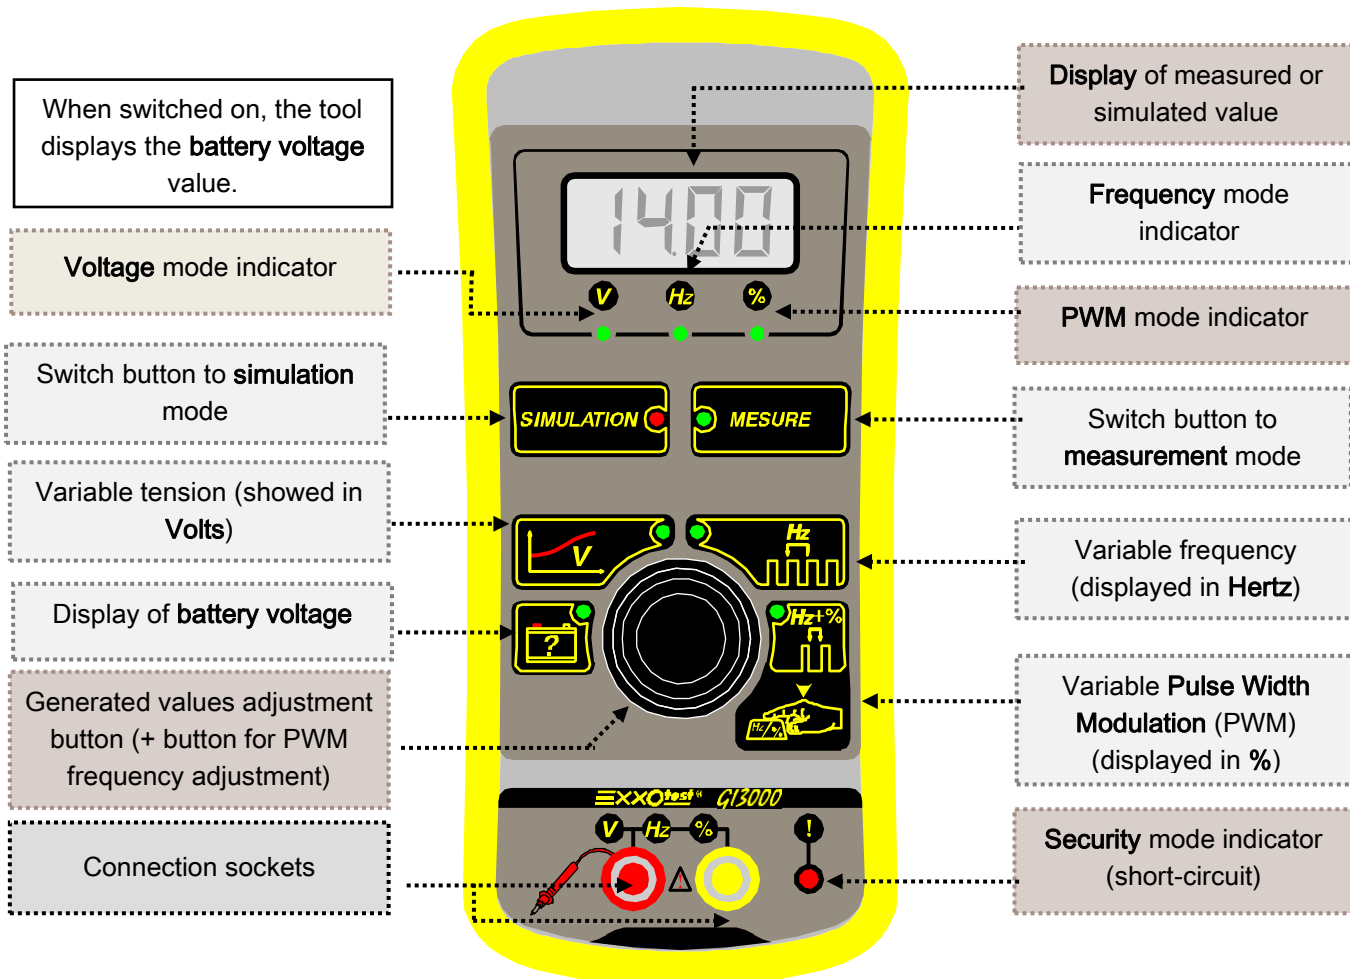 When switched on, the tool
displays the battery voltage
value.
Voltage mode indicator
Switch button to simulation
mode
Variable tension (showed in
Volts)
Display of battery voltage
Generated values adjustment
button (+ button for PWM
frequency adjustment)
Connection sockets
14.00
V Hz %
SIMULATION
MESURE
V
Hz
?
Hz+%
Hz/%
EXXOtest® GI3000
V Hz % !
Display of measured or
simulated value
Frequency mode
indicator
PWM mode indicator
Switch button to
measurement mode
Variable frequency
(displayed in Hertz)
Variable Pulse Width
Modulation (PWM)
(displayed in %)
Security mode indicator
(short-circuit)